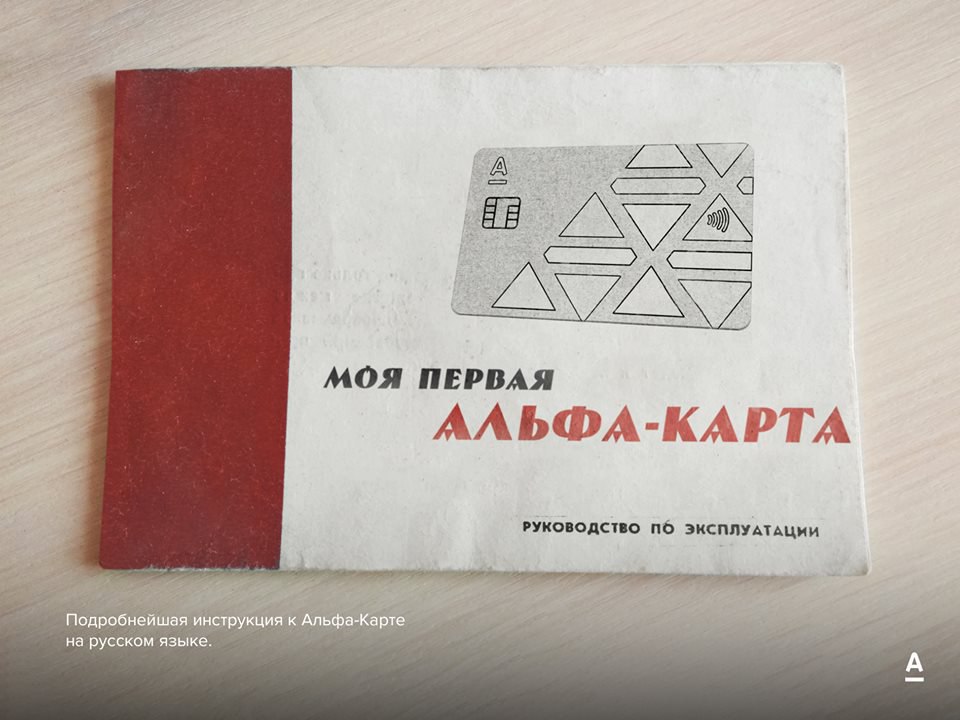 А
МОЯ ПЕРВАЯ
АЛЬФА-КАРТА
РУКОВОДСТВО ПО ЭКСПЛУАТАЦИИ
Подробнейшая инструкция к Альфа-Карте
на русском языке.
А